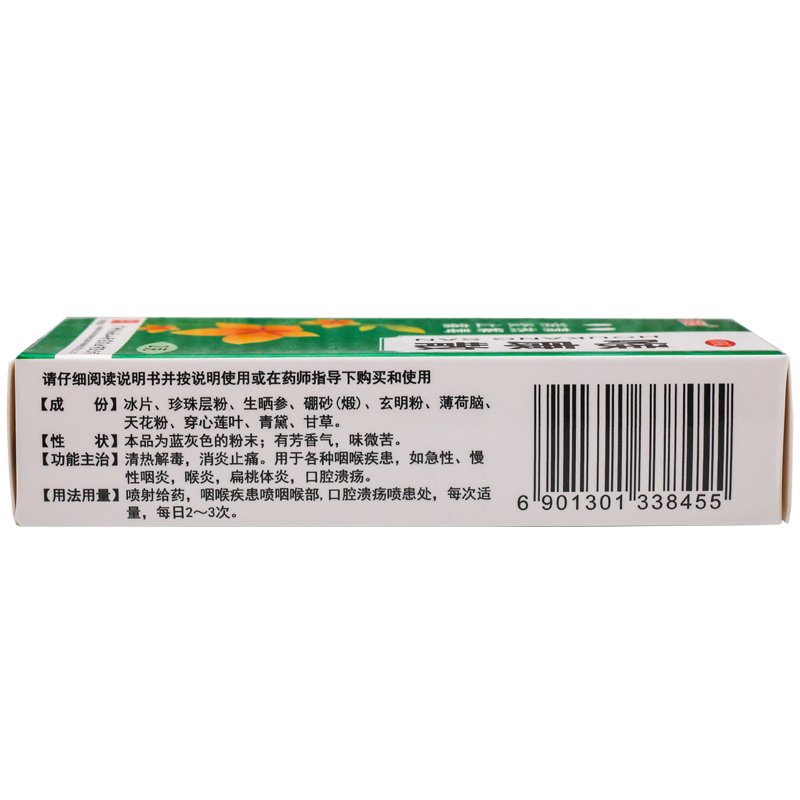 请仔细阅读说明书并按说明使用或在药师指导下购买和使用
【成　份】冰片、珍珠层粉、生晒参、硼砂(煅)、玄明粉、薄荷脑、
天花粉、穿心莲叶、青黛、甘草。
【性　状】本品为蓝灰色的粉末；有芳香气，味微苦。
【功能主治】清热解毒，消炎止痛。用于各种咽喉疾患，如急性、慢
性咽炎，喉炎，扁桃体炎，口腔溃疡。
【用法用量】喷射给药，咽喉疾患喷咽喉部,口腔溃疡喷患处，每次适
量，每日2～3次。
6 901301 338455